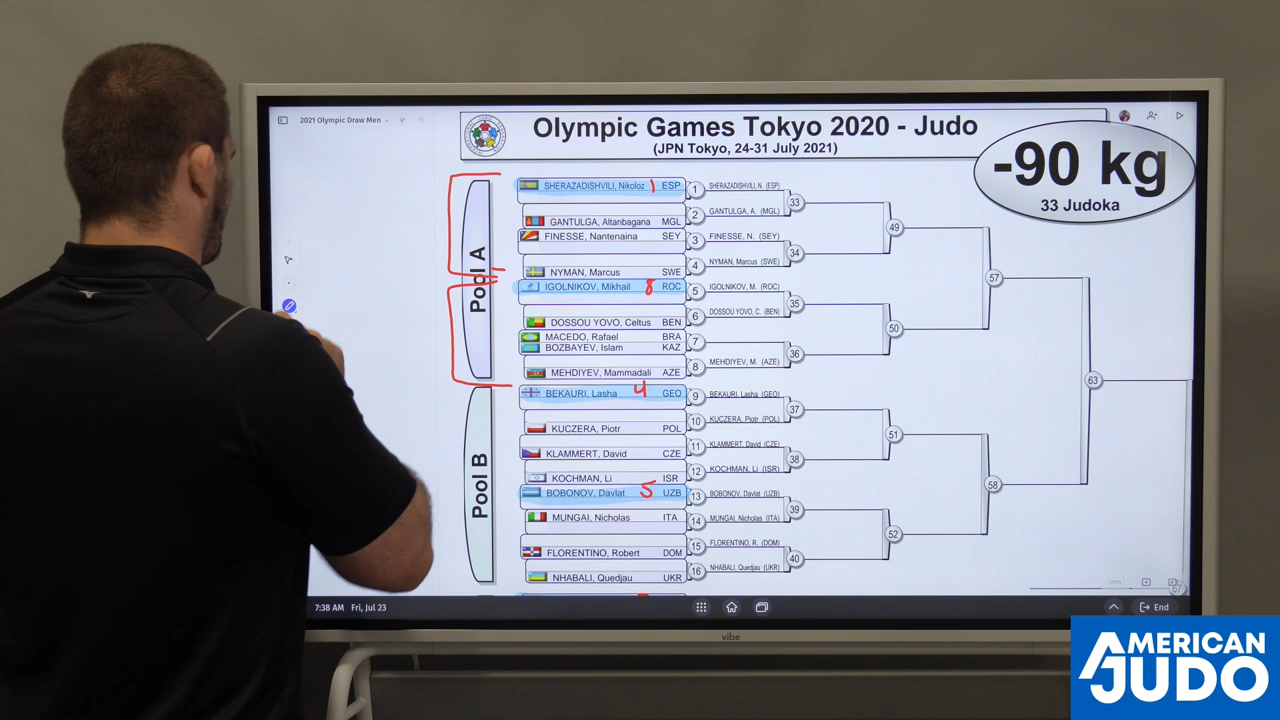 2021 Olympic Draw Men
Olympic Games Tokyo 2020 - Judo
(JPN Tokyo, 24-31 July 2021)
-90 kg
33 Judoka
Pool A
SHERAZADISHVILI, Nikoloz 1 ESP 1 SHERAZADISHVILI, N. (ESP)
33
GANTULGA, Altanbagana MGL 2 GANTULGA, A. (MGL)
49
FINESSE, Nantenaina SEY 3 FINESSE, N. (SEY)
34
NYMAN, Marcus SWE 4 NYMAN, Marcus (SWE)
57
IGOLNIKOV, Mikhail 8 ROC 5 IGOLNIKOV, M. (ROC)
35
DOSSOU YOVO, Celtus BEN 6 DOSSOU YOVO, C. (BEN)
50
MACEDO, Rafael BRA 7
BOZBAYEV, Islam KAZ
36
MEHDIYEV, Mammadali AZE 8 MEHDIYEV, M. (AZE)
63
Pool B
BEKAURI, Lasha 4 GEO 9 BEKAURI, Lasha (GEO)
37
KUCZERA, Piotr POL 10 KUCZERA, Piotr (POL)
51
KLAMMERT, David CZE 11 KLAMMERT, David (CZE)
38
KOCHMAN, Li ISR 12 KOCHMAN, Li (ISR)
58
BOBONOV, Davlat 5 UZB 13 BOBONOV, Davlat (UZB)
39
MUNGAI, Nicholas ITA 14 MUNGAI, Nicholas (ITA)
52
FLORENTINO, Robert DOM 15 FLORENTINO, R. (DOM)
40
NHABALI, Quedjau UKR 16 NHABALI, Quedjau (UKR)
67
7:38 AM Fri, Jul 23
End
vibe
AMERICAN
JUDO